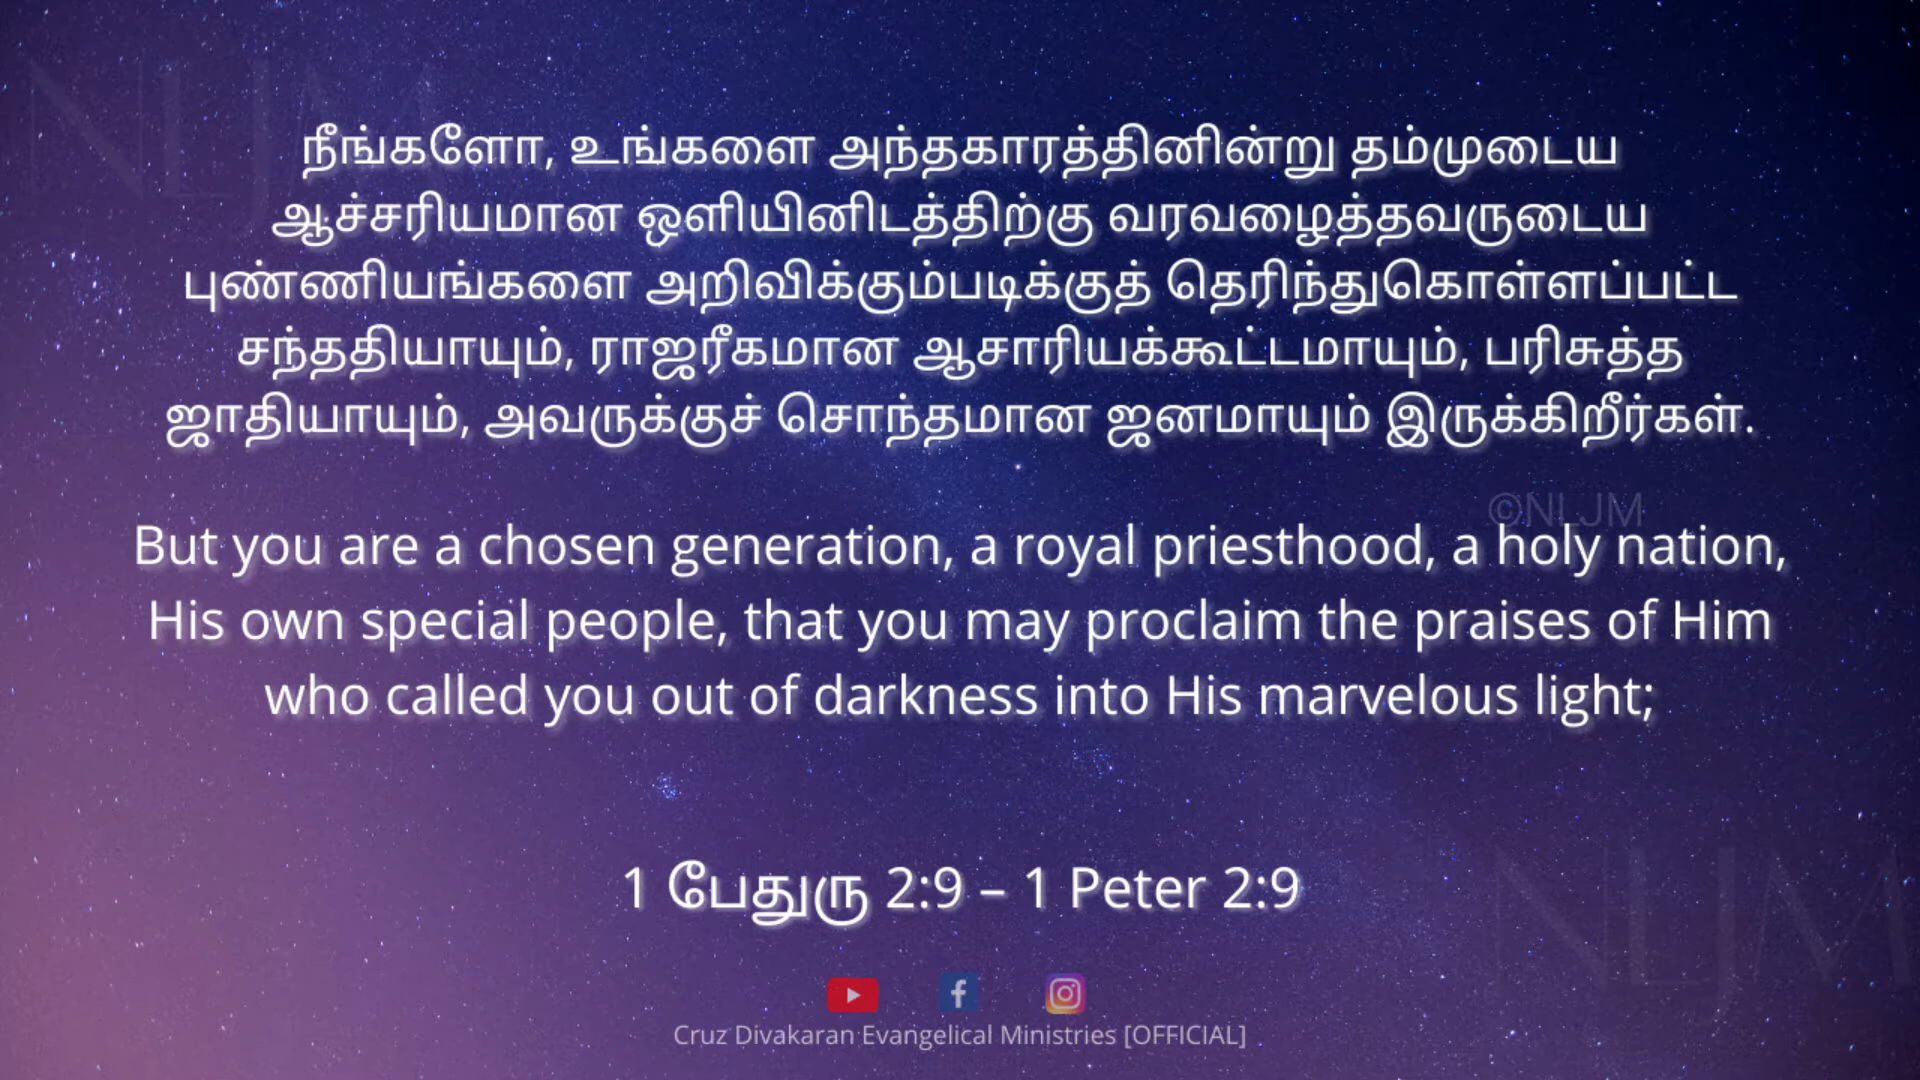 NLJM
நீங்களோ, உங்களை அந்தகாரத்தினின்று தம்முடைய
ஆச்சரியமான ஒளியினிடத்திற்கு வரவழைத்தவருடைய
புண்ணியங்களை அறிவிக்கும்படிக்குத் தெரிந்துகொள்ளப்பட்ட
சந்ததியாயும், ராஜரீகமான ஆசாரியக்கூட்டமாயும், பரிசுத்த
ஜாதியாயும், அவருக்குச் சொந்தமான ஜனமாயும் இருக்கிறீர்கள்.
©NLJM
But you are a chosen generation, a royal priesthood, a holy nation,
His own special people, that you may proclaim the praises of Him
who called you out of darkness into His marvelous light;
1 பேதுரு 2:9 – 1 Peter 2:9
NLJM
Cruz Divakaran Evangelical Ministries [OFFICIAL]